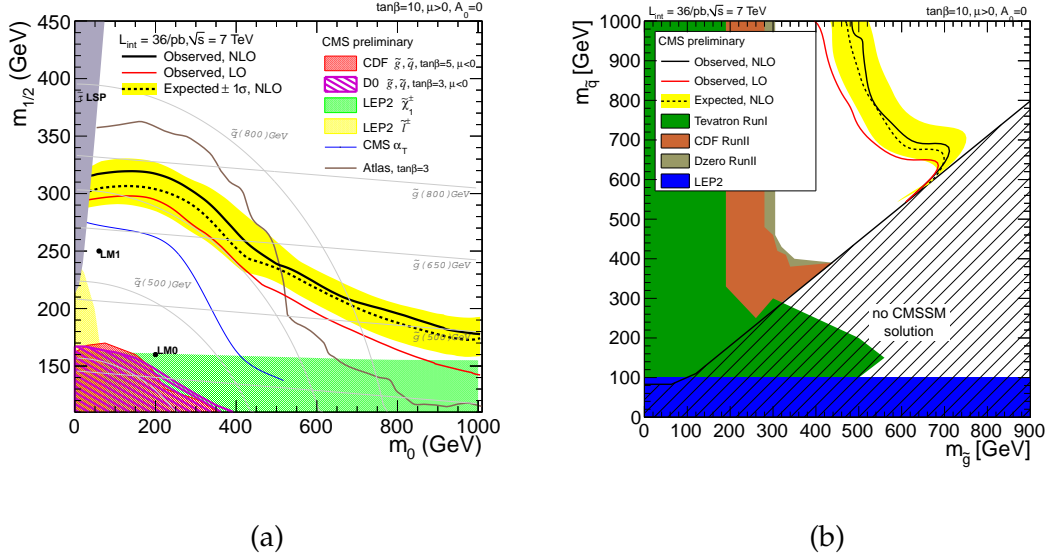 tanβ=10, μ>0, A₀=0
L_int = 36/pb,√s = 7 TeV
CMS preliminary
Observed, NLO
Observed, LO
Expected ± 1σ, NLO
CDF g̃, q̃, tanβ=5, μ<0
D0 g̃, q̃, tanβ=3, μ<0
LEP2 χ̃₁±
LEP2 l̃±
CMS α_T
Atlas, tanβ=3
τ̃ LSP
LM1
LM0
q̃(800)GeV
q̃(500)GeV
g̃(800)GeV
g̃(650)GeV
g̃(500)GeV
m₁/₂ (GeV)
450
400
350
300
250
200
150
0 200 400 600 800 1000
m₀ (GeV)
(a)
L_int = 36/pb,√s = 7 TeV tanβ=10, μ>0, A₀=0
CMS preliminary
Observed, NLO
Observed, LO
Expected, NLO
Tevatron RunI
CDF RunII
Dzero RunII
LEP2
no CMSSM
solution
m_q̃ [GeV]
1000
900
800
700
600
500
400
300
200
100
0
0 100 200 300 400 500 600 700 800 900
m_g̃ [GeV]
(b)